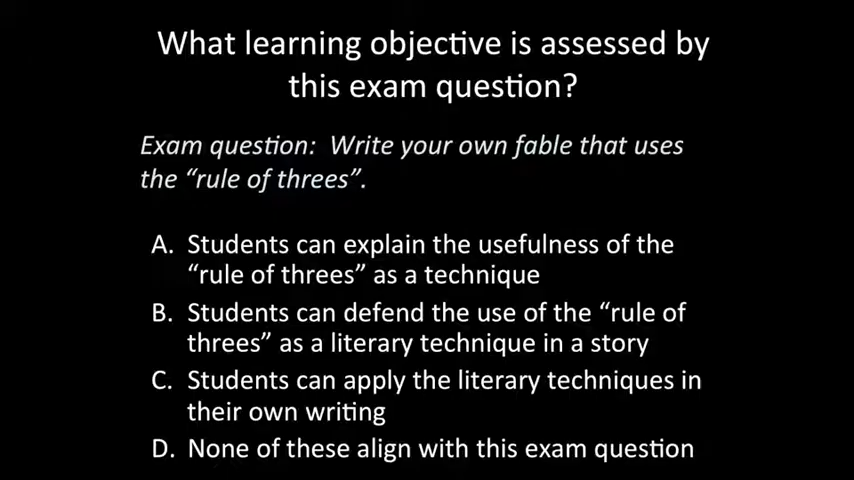 What learning objective is assessed by
this exam question?
Exam question:  Write your own fable that uses
the “rule of threes”.
A. Students can explain the usefulness of the
“rule of threes” as a technique
B. Students can defend the use of the “rule of
threes” as a literary technique in a story
C. Students can apply the literary techniques in
their own writing
D. None of these align with this exam question